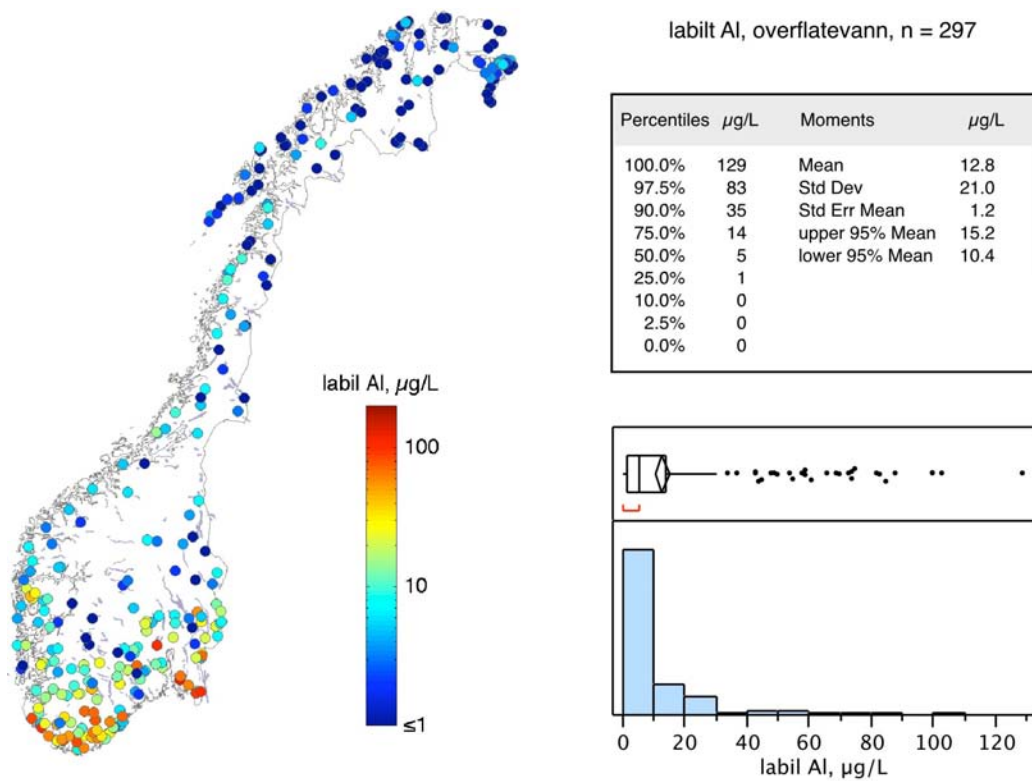 labilt Al, overflatevann, n = 297
Percentiles µg/L Moments µg/L
100.0% 129 Mean 12.8
97.5% 83 Std Dev 21.0
90.0% 35 Std Err Mean 1.2
75.0% 14 upper 95% Mean 15.2
50.0% 5 lower 95% Mean 10.4
25.0% 1
10.0% 0
2.5% 0
0.0% 0
labil Al, µg/L
100
10
≤1
0 20 40 60 80 100 120
labil Al, µg/L